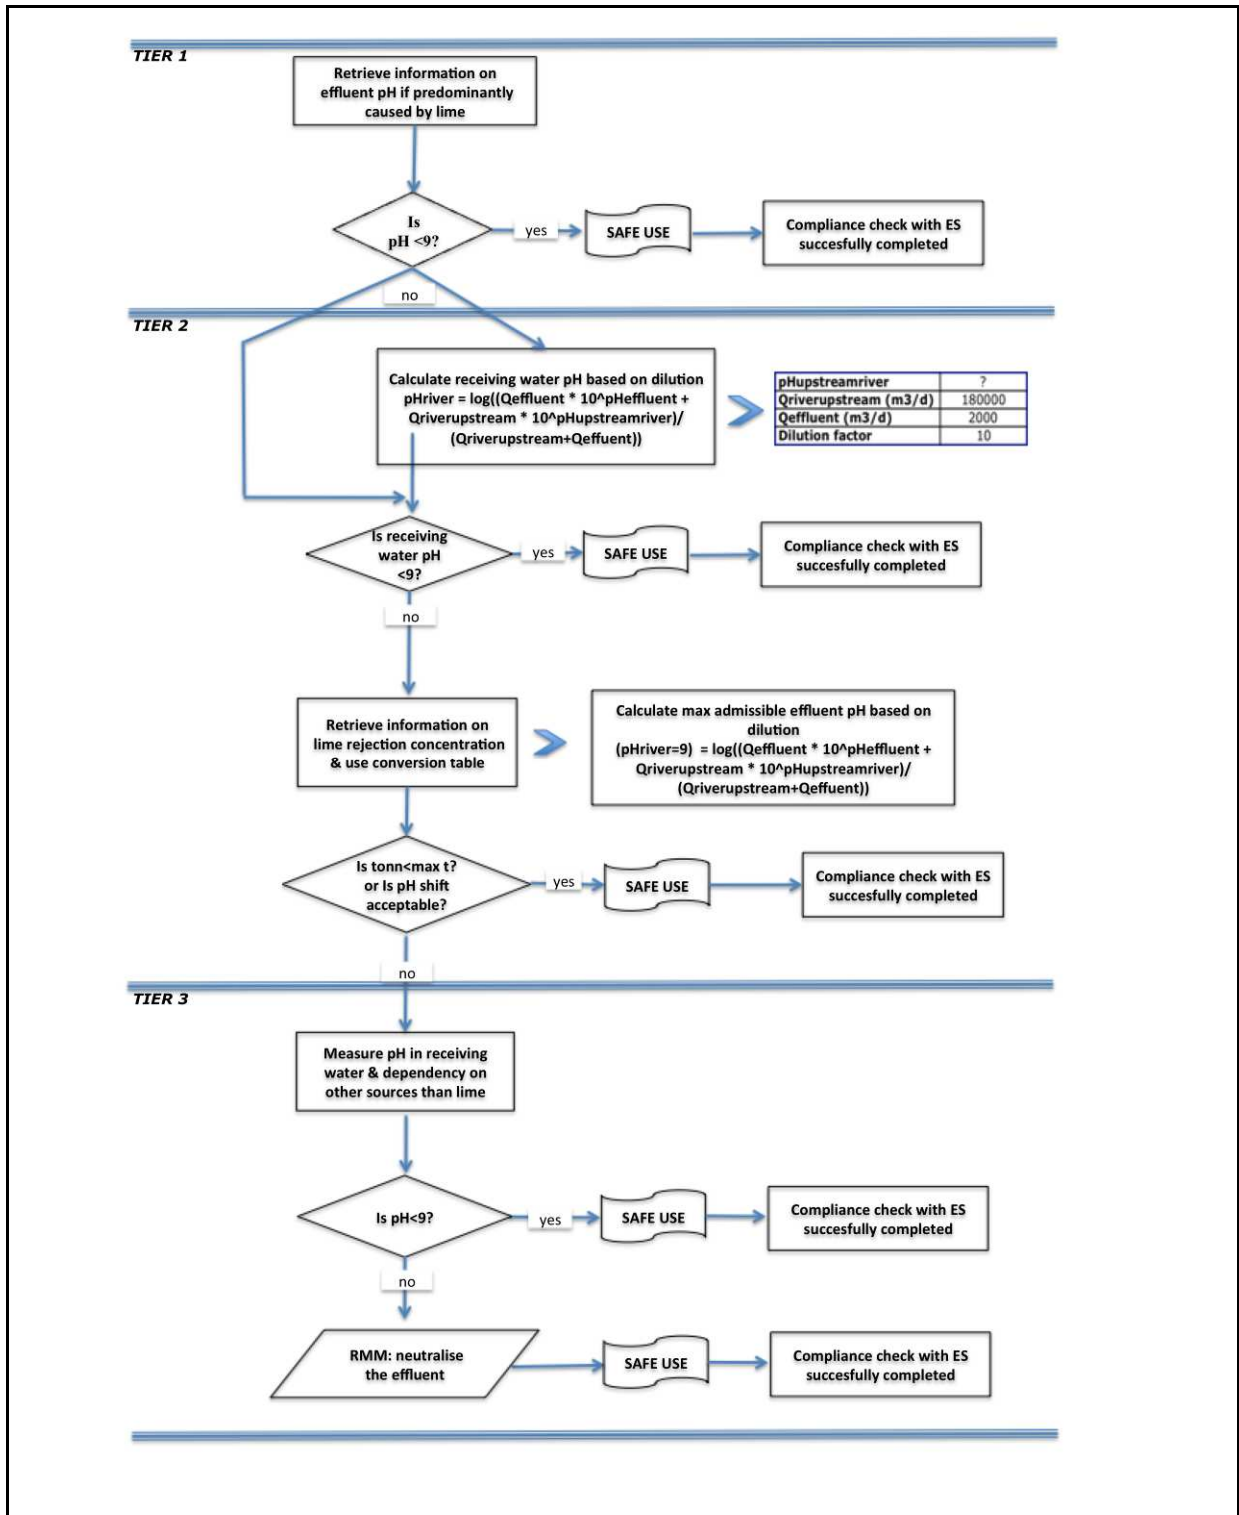 TIER 1
Retrieve information on
effluent pH if predominantly
caused by lime
Is
pH <9?
yes
SAFE USE
Compliance check with ES
succesfully completed
no
TIER 2
Calculate receiving water pH based on dilution
pHriver = log((Qeffluent * 10^pHeffluent +
Qriverupstream * 10^pHupstreamriver)/
(Qriverupstream+Qeffuent))
pHupstreamriver ?
Qriverupstream (m3/d) 180000
Qeffluent (m3/d) 2000
Dilution factor 10
Is receiving
water pH
<9?
yes
SAFE USE
Compliance check with ES
succesfully completed
no
Retrieve information on
lime rejection concentration
& use conversion table
Calculate max admissible effluent pH based on
dilution
(pHriver=9) = log((Qeffluent * 10^pHeffluent +
Qriverupstream * 10^pHupstreamriver)/
(Qriverupstream+Qeffuent))
Is tonn<max t?
or Is pH shift
acceptable?
yes
SAFE USE
Compliance check with ES
succesfully completed
no
TIER 3
Measure pH in receiving
water & dependency on
other sources than lime
Is pH<9?
yes
SAFE USE
Compliance check with ES
succesfully completed
no
RMM: neutralise
the effluent
SAFE USE
Compliance check with ES
succesfully completed